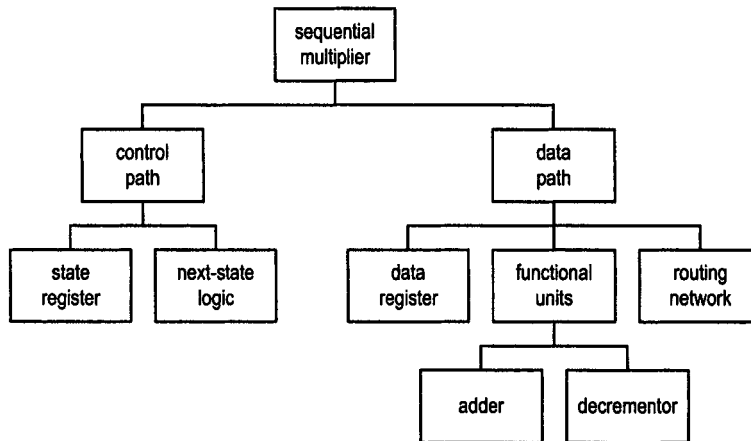 sequential
multiplier
control
path
data
path
state
register
next-state
logic
data
register
functional
units
routing
network
adder
decrementor